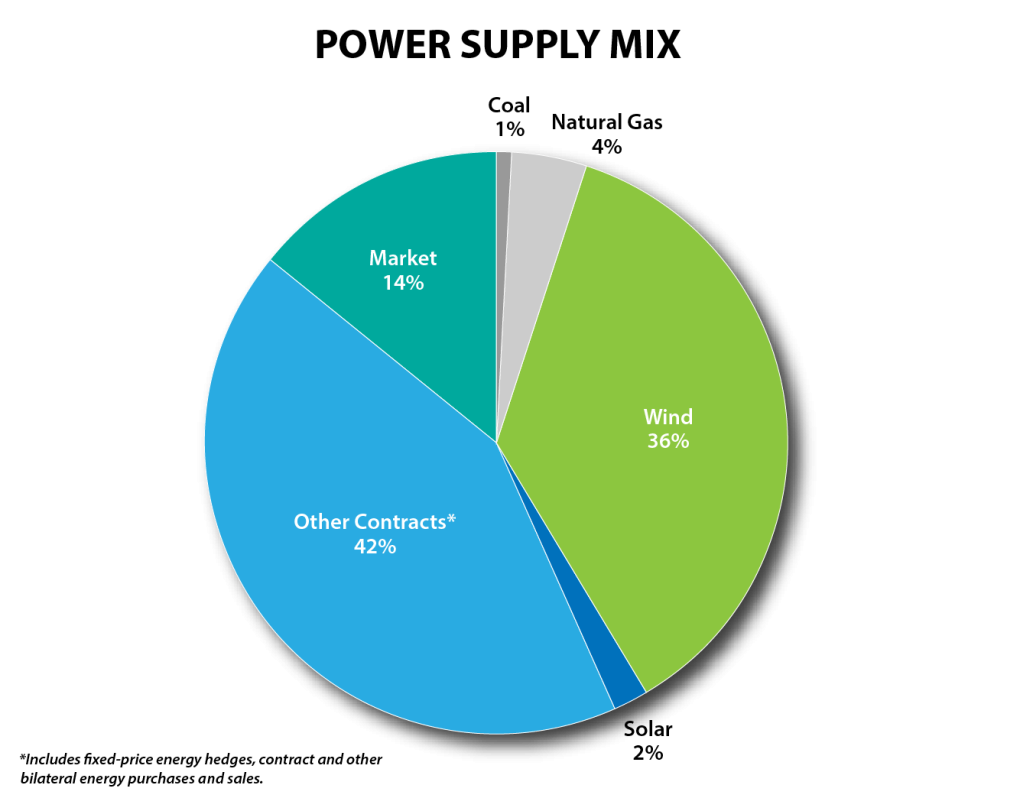 POWER SUPPLY MIX
Coal
1%
Natural Gas
4%
Market
14%
Wind
36%
Other Contracts*
42%
Solar
2%
*Includes fixed-price energy hedges, contract and other
bilateral energy purchases and sales.